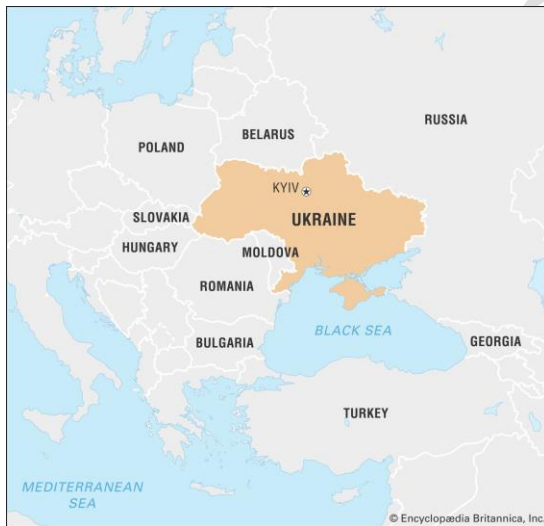 RUSSIA
BELARUS
POLAND
KYIV
UKRAINE
SLOVAKIA
HUNGARY
MOLDOVA
ROMANIA
BLACK SEA
BULGARIA
GEORGIA
TURKEY
MEDITERRANEAN
SEA
© Encyclopædia Britannica, Inc.